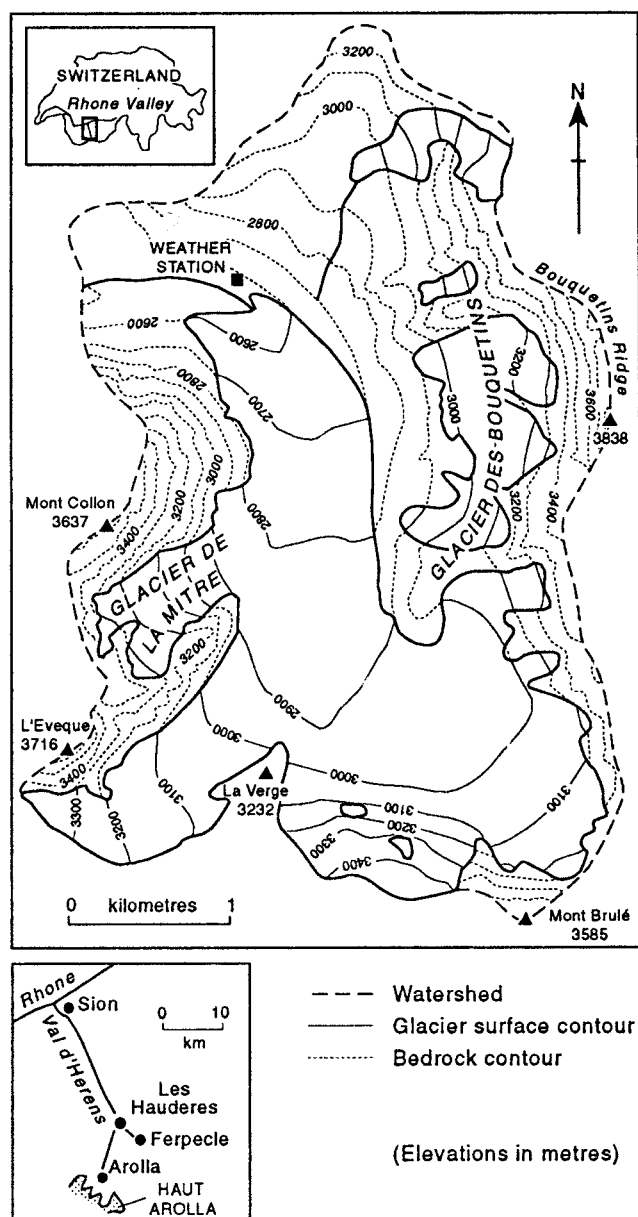 SWITZERLAND
Rhone Valley
N
3200
3000
2800
WEATHER
STATION
2600
2800
3000
3200
3400
Mont Collon
3637
2600
2700
2800
2900
3000
Bouquetins Ridge
3200
3600
3838
3000
3200
3400
GLACIER DES BOUQUETINS
GLACIER DE
LA MITRE
3200
L'Eveque
3716
3400
3300
3200
3100
La Verge
3232
3000
3100
3100
3200
3300
3400
0 kilometres 1
Mont Brulé
3585
Rhone
Sion
Val d'Herens
0 10
km
Les
Hauderes
Ferpecle
Arolla
HAUT
AROLLA
Watershed
Glacier surface contour
Bedrock contour
(Elevations in metres)